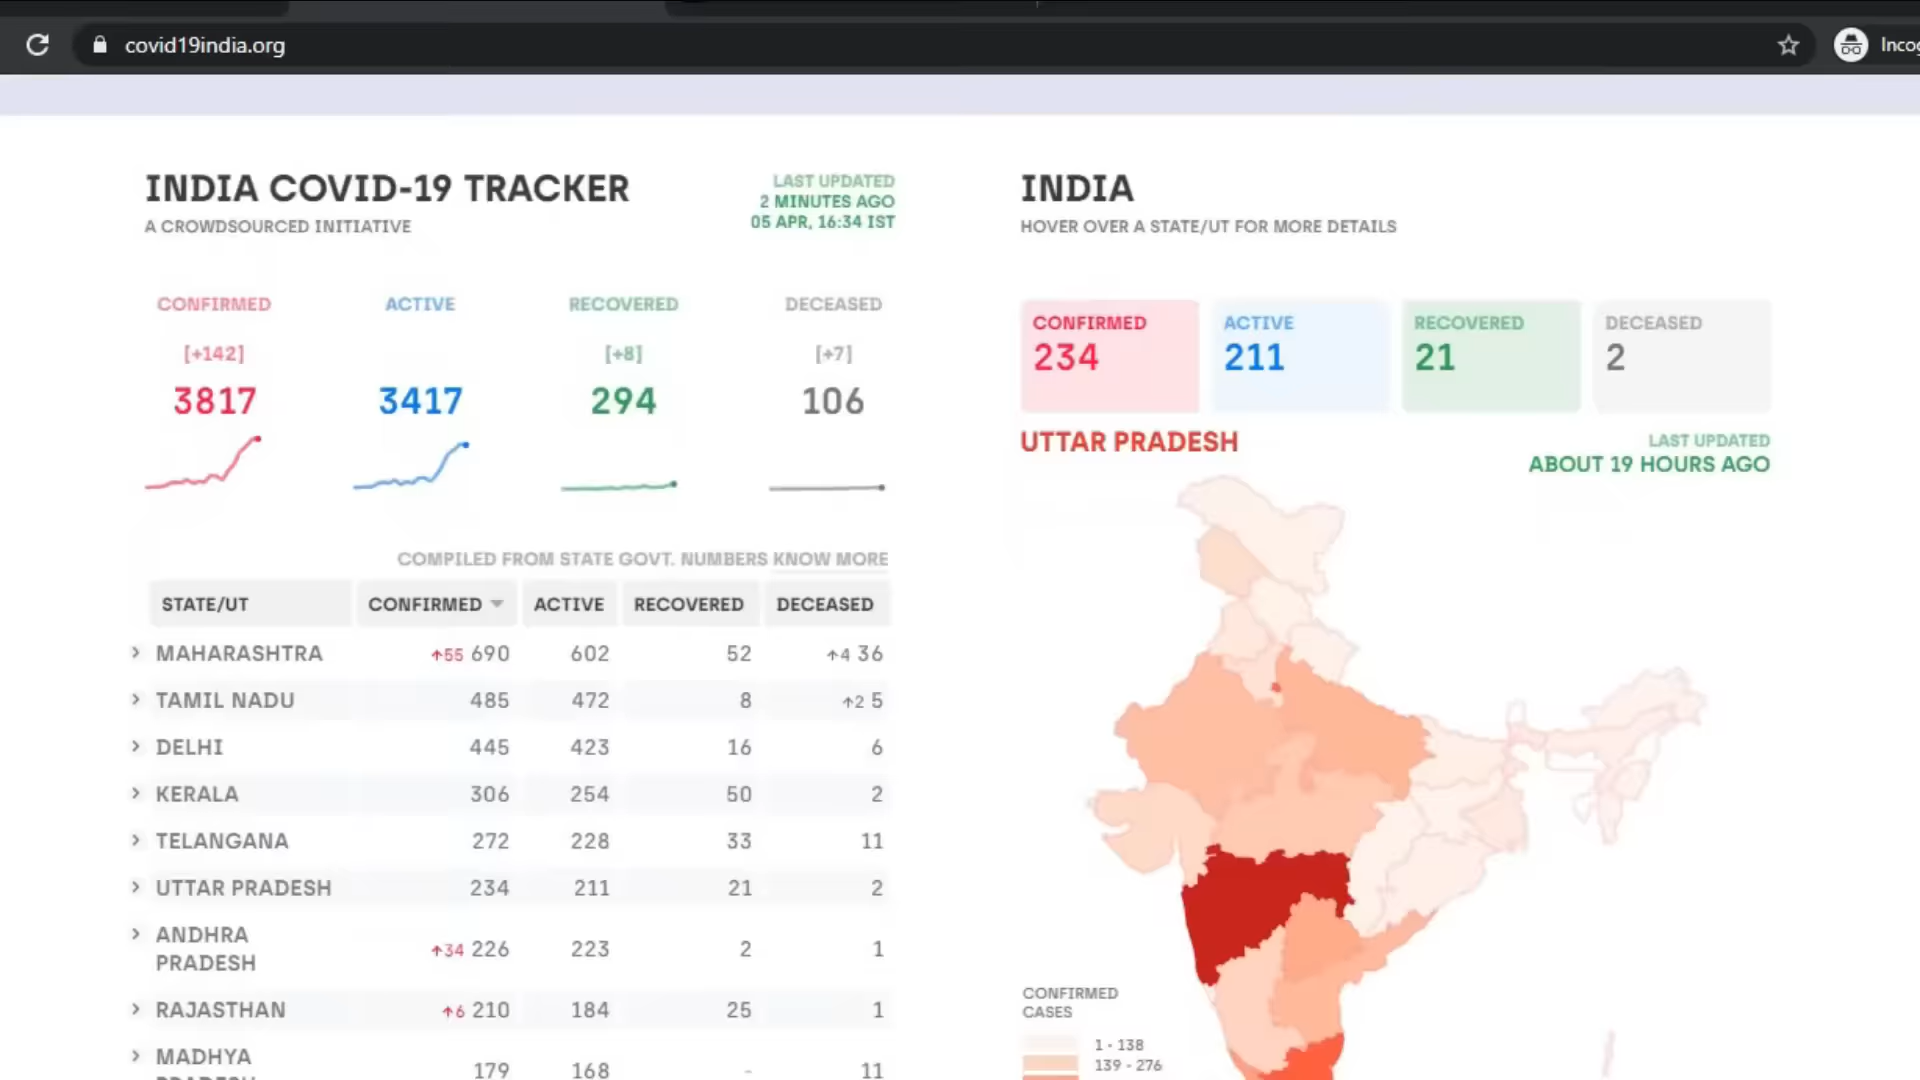 covid19india.org
Incog
INDIA COVID-19 TRACKER
A CROWDSOURCED INITIATIVE
LAST UPDATED
2 MINUTES AGO
05 APR, 16:34 IST
CONFIRMED ACTIVE RECOVERED DECEASED
[+142] [+8] [+7]
3817 3417 294 106
COMPILED FROM STATE GOVT. NUMBERS KNOW MORE
STATE/UT CONFIRMED ACTIVE RECOVERED DECEASED
MAHARASHTRA ↑55 690 602 52 ↑4 36
TAMIL NADU 485 472 8 ↑2 5
DELHI 445 423 16 6
KERALA 306 254 50 2
TELANGANA 272 228 33 11
UTTAR PRADESH 234 211 21 2
ANDHRA
PRADESH ↑34 226 223 2 1
RAJASTHAN ↑6 210 184 25 1
MADHYA
PRADESH 179 168 - 11
INDIA
HOVER OVER A STATE/UT FOR MORE DETAILS
CONFIRMED ACTIVE RECOVERED DECEASED
234 211 21 2
UTTAR PRADESH
LAST UPDATED
ABOUT 19 HOURS AGO
CONFIRMED
CASES
1 - 138
139 - 276